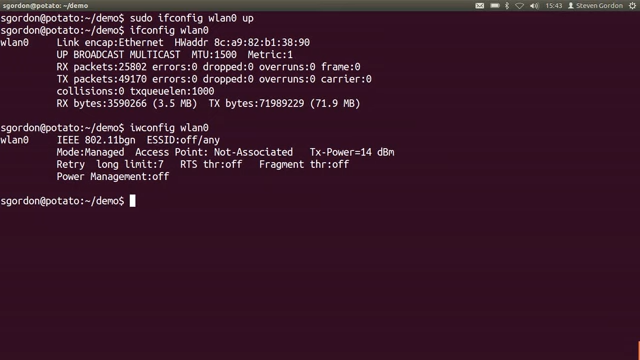 sgordon@potato: ~/demo
15:43
Steven Gordon
sgordon@potato:~/demo$ sudo ifconfig wlan0 up
sgordon@potato:~/demo$ ifconfig wlan0
wlan0 Link encap:Ethernet HWaddr 8c:a9:82:b1:38:90
UP BROADCAST MULTICAST MTU:1500 Metric:1
RX packets:25802 errors:0 dropped:0 overruns:0 frame:0
TX packets:49170 errors:0 dropped:0 overruns:0 carrier:0
collisions:0 txqueuelen:1000
RX bytes:3590266 (3.5 MB) TX bytes:71989229 (71.9 MB)
sgordon@potato:~/demo$ iwconfig wlan0
wlan0 IEEE 802.11bgn ESSID:off/any
Mode:Managed Access Point: Not-Associated Tx-Power=14 dBm
Retry long limit:7 RTS thr:off Fragment thr:off
Power Management:off
sgordon@potato:~/demo$